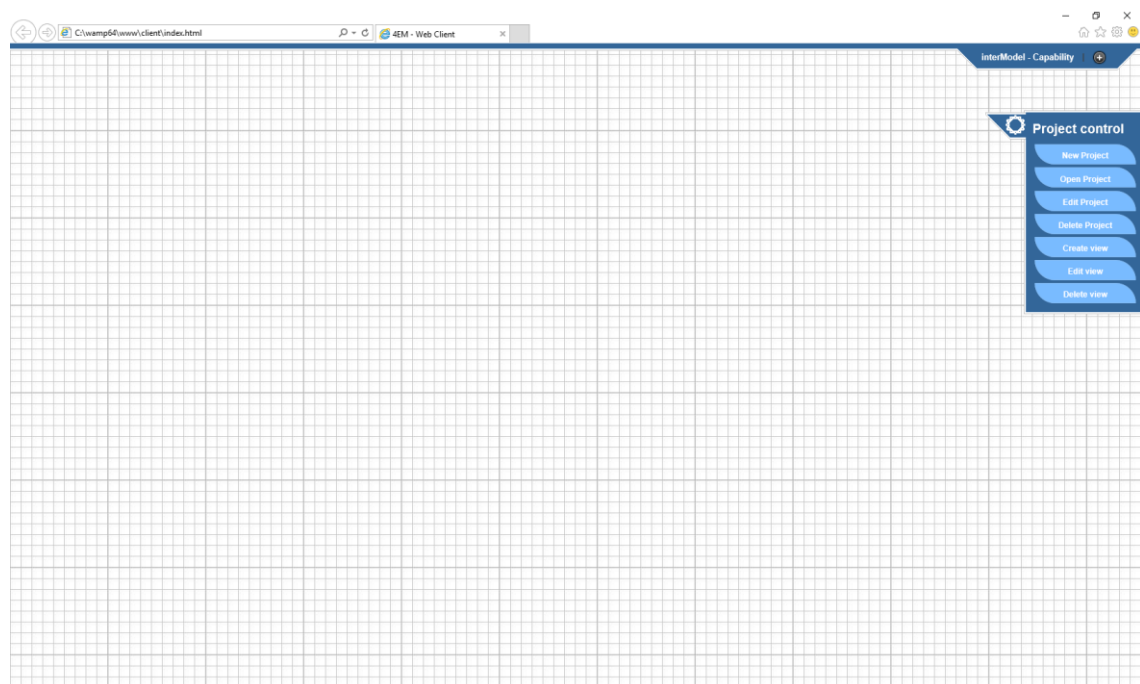 C:\wamp64\www\client\index.html
4EM - Web Client
interModel - Capability
Project control
New Project
Open Project
Edit Project
Delete Project
Create view
Edit view
Delete view